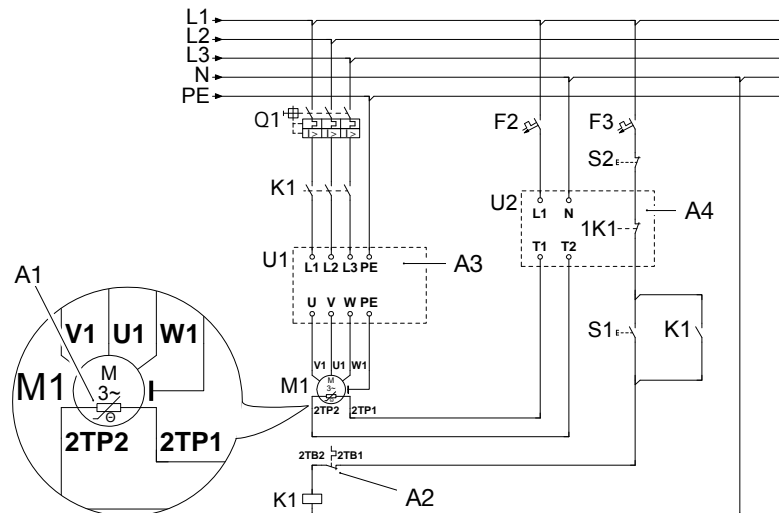 L1
L2
L3
N
PE
Q1
I> I> I>
F2
F3
S2
K1
U2
L1 N
1K1
A4
T1 T2
U1
L1 L2 L3 PE
A3
U V W PE
A1
V1 U1 W1
M1
M
3~
Θ
2TP2 2TP1
S1
K1
V1 U1 W1
M1
M
3~
Θ
2TP2 2TP1
2TB2 2TB1
A2
K1